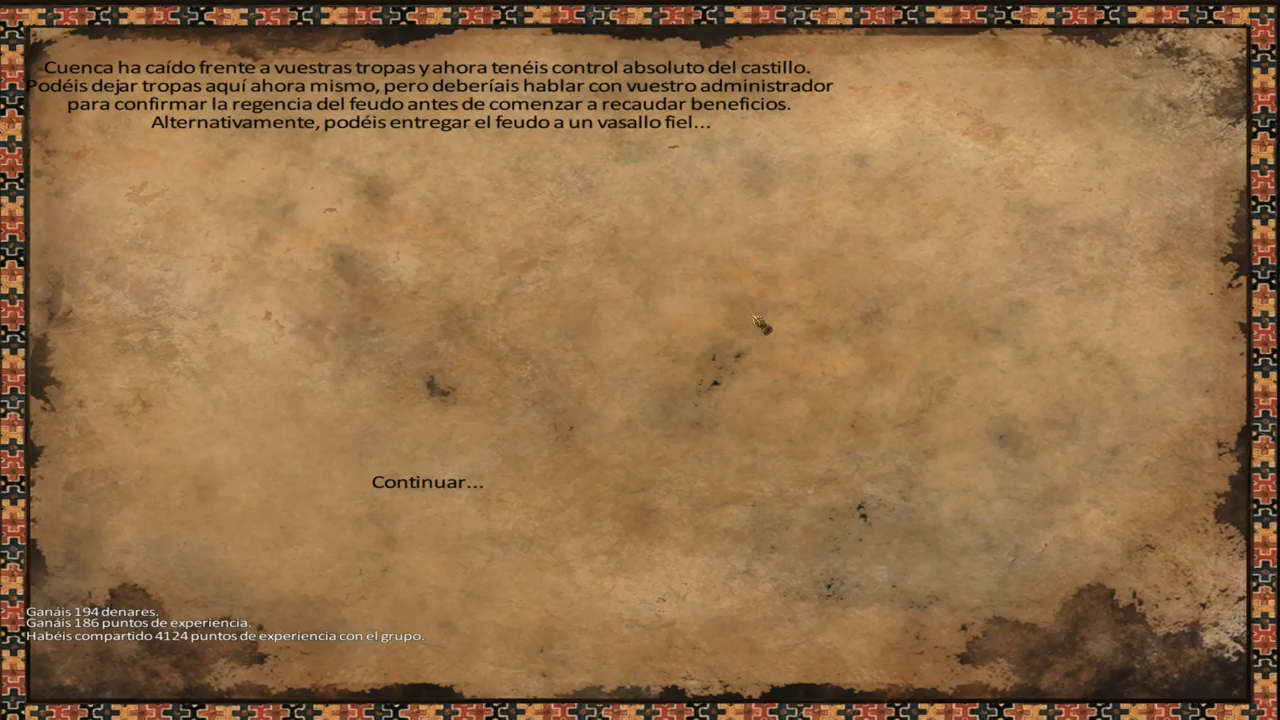 Cuenca ha caído frente a vuestras tropas y ahora tenéis control absoluto del castillo.
Podéis dejar tropas aquí ahora mismo, pero deberíais hablar con vuestro administrador
para confirmar la regencia del feudo antes de comenzar a recaudar beneficios.
Alternativamente, podéis entregar el feudo a un vasallo fiel...
Continuar...
Ganáis 194 denares.
Ganáis 186 puntos de experiencia.
Habéis compartido 4124 puntos de experiencia con el grupo.